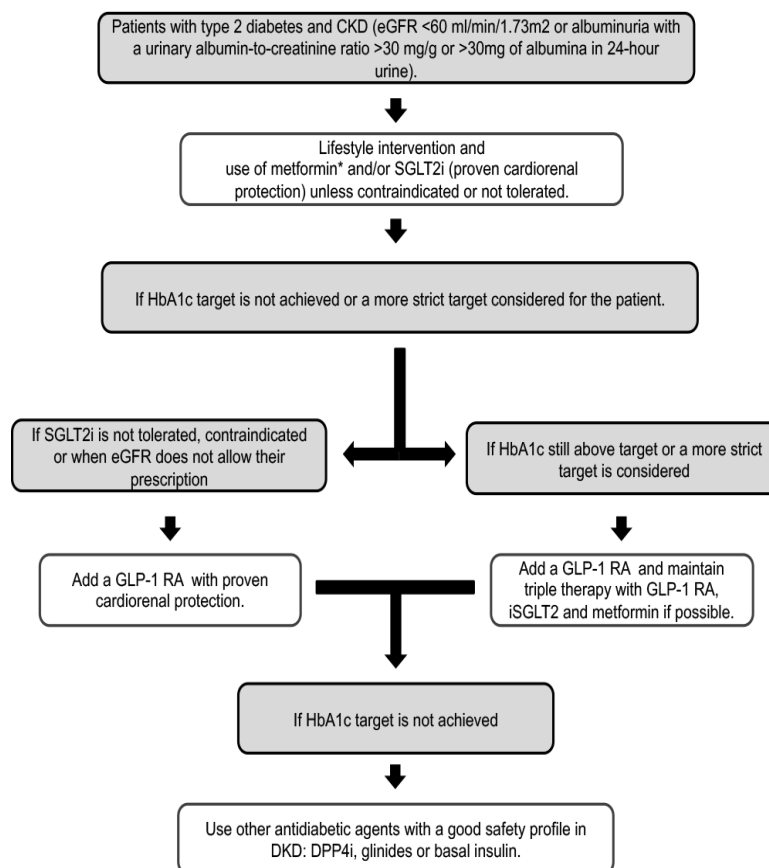 Patients with type 2 diabetes and CKD (eGFR <60 ml/min/1.73m2 or albuminuria with
a urinary albumin-to-creatinine ratio >30 mg/g or >30mg of albumina in 24-hour
urine).
Lifestyle intervention and
use of metformin* and/or SGLT2i (proven cardiorenal
protection) unless contraindicated or not tolerated.
If HbA1c target is not achieved or a more strict target considered for the patient.
If SGLT2i is not tolerated, contraindicated
or when eGFR does not allow their
prescription
If HbA1c still above target or a more strict
target is considered
Add a GLP-1 RA with proven
cardiorenal protection.
Add a GLP-1 RA and maintain
triple therapy with GLP-1 RA,
iSGLT2 and metformin if possible.
If HbA1c target is not achieved
Use other antidiabetic agents with a good safety profile in
DKD: DPP4i, glinides or basal insulin.